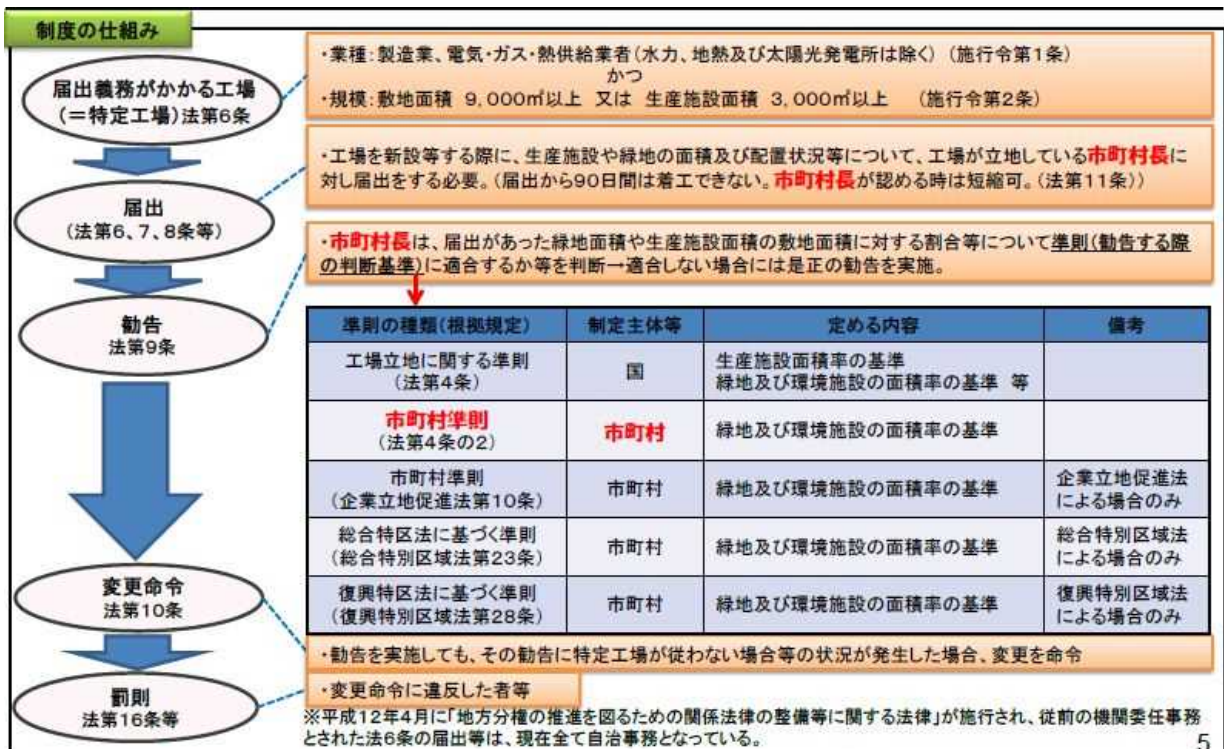 制度の仕組み
届出義務がかかる工場
(＝特定工場)法第6条
・業種：製造業、電気・ガス・熱供給業者(水力、地熱及び太陽光発電所は除く) (施行令第1条)
かつ
・規模：敷地面積 9,000㎡以上 又は 生産施設面積 3,000㎡以上 (施行令第2条)
届出
(法第6、7、8条等)
・工場を新設等する際に、生産施設や緑地の面積及び配置状況等について、工場が立地している市町村長に
対し届出をする必要。(届出から90日間は着工できない。市町村長が認める時は短縮可。(法第11条))
勧告
法第9条
・市町村長は、届出があった緑地面積や生産施設面積の敷地面積に対する割合等について準則(勧告する際
の判断基準)に適合するか等を判断→適合しない場合には是正の勧告を実施。
準則の種類(根拠規定) 制定主体等 定める内容 備考
工場立地に関する準則
(法第4条)
国
生産施設面積率の基準
緑地及び環境施設の面積率の基準 等
市町村準則
(法第4条の2)
市町村
緑地及び環境施設の面積率の基準
市町村準則
(企業立地促進法第10条)
市町村
緑地及び環境施設の面積率の基準
企業立地促進法
による場合のみ
総合特区法に基づく準則
(総合特別区域法第23条)
市町村
緑地及び環境施設の面積率の基準
総合特別区域法
による場合のみ
復興特区法に基づく準則
(復興特別区域法第28条)
市町村
緑地及び環境施設の面積率の基準
復興特別区域法
による場合のみ
変更命令
法第10条
・勧告を実施しても、その勧告に特定工場が従わない場合等の状況が発生した場合、変更を命令
罰則
法第16条等
・変更命令に違反した者等
※平成12年4月に「地方分権の推進を図るための関係法律の整備等に関する法律」が施行され、従前の機関委任事務
とされた法6条の届出等は、現在全て自治事務となっている。
5